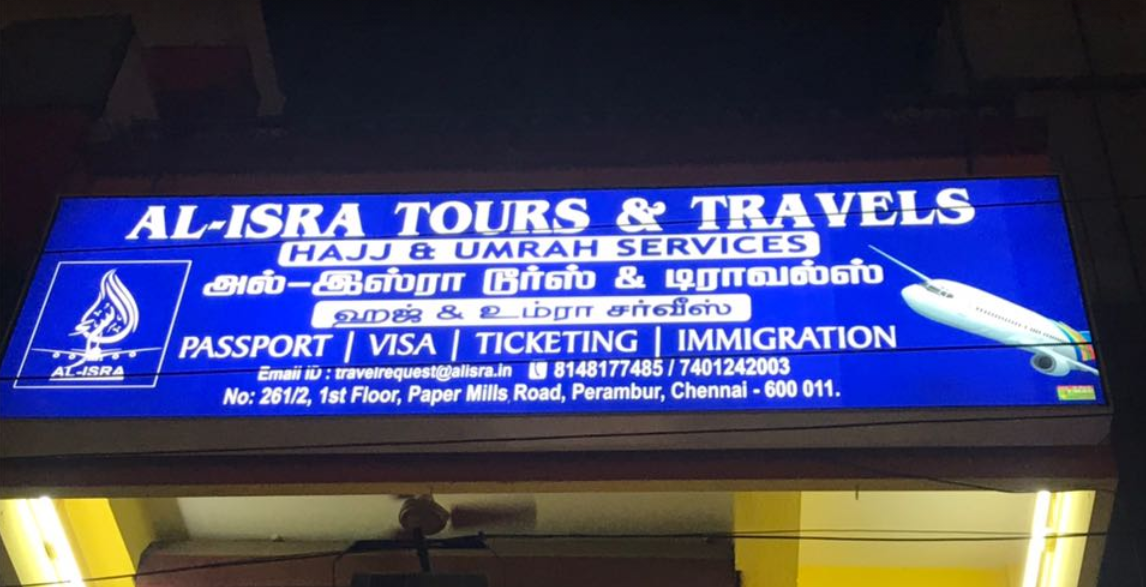 AL-ISRA TOURS & TRAVELS
HAJJ & UMRAH SERVICES
அல்-இஸ்ரா டூர்ஸ் & டிராவல்ஸ்
ஹஜ் & உம்ரா சர்வீஸ்
AL-ISRA
PASSPORT | VISA | TICKETING | IMMIGRATION
Email ID : travelrequest@alisra.in 8148177485 / 7401242003
No: 261/2, 1st Floor, Paper Mills Road, Perambur, Chennai - 600 011.